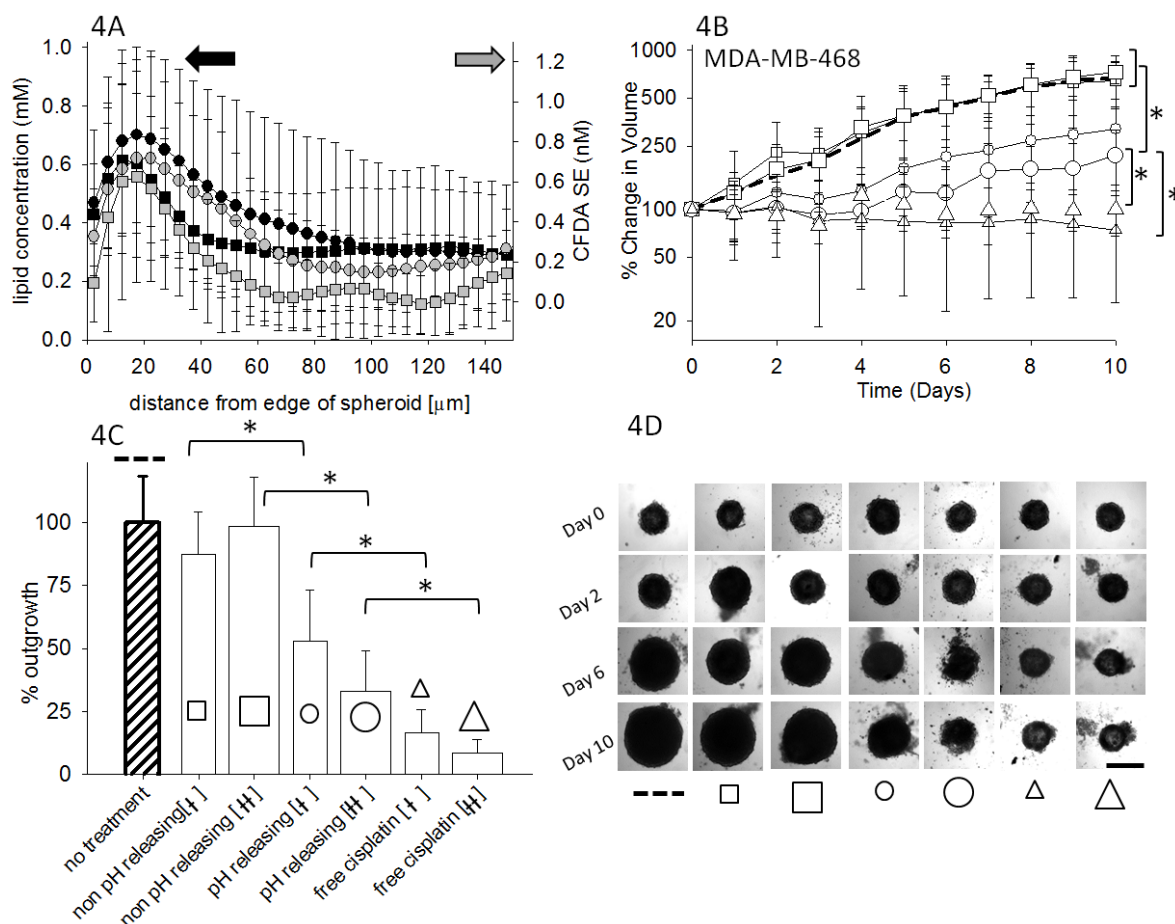 4A
1.0
0.8
0.6
0.4
0.2
0.0
lipid concentration (mM)
1.2
1
0.8
0.6
0.4
0.2
0.0
CFDA SE (nM)
0 20 40 60 80 100 120 140
distance from edge of spheroid [μm]
4B
MDA-MB-468
1000
500
250
100
50
20
% Change in Volume
*
*
*
0 2 4 6 8 10
Time (Days)
4C
*
*
*
*
100
75
50
25
0
% outgrowth
no treatment
non pH releasing[ƚ ]
non pH releasing [ƚƚ]
pH releasing [ƚ ]
pH releasing [ƚƚ]
free cisplatin [ƚ ]
free cisplatin [ƚƚ]
4D
Day 0
Day 2
Day 6
Day 10